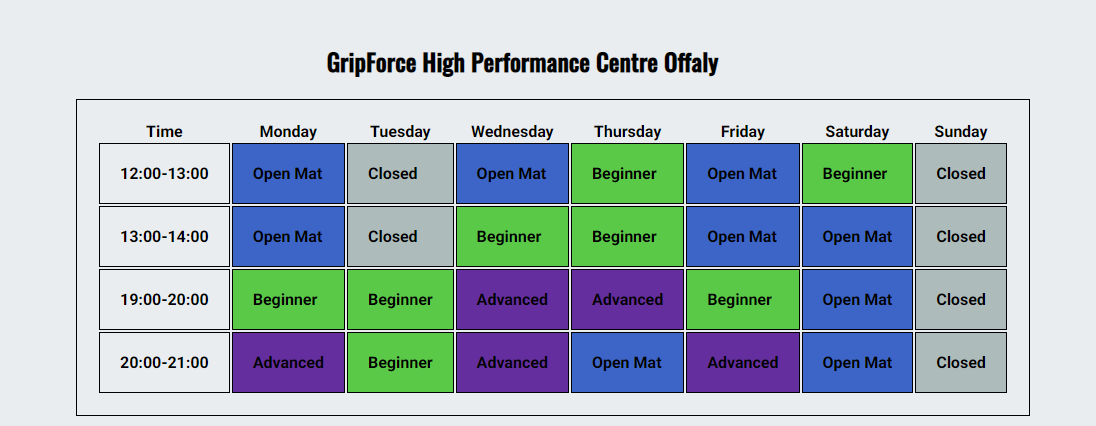 GripForce High Performance Centre Offaly
Time Monday Tuesday Wednesday Thursday Friday Saturday Sunday
12:00-13:00 Open Mat Closed Open Mat Beginner Open Mat Beginner Closed
13:00-14:00 Open Mat Closed Beginner Beginner Open Mat Open Mat Closed
19:00-20:00 Beginner Beginner Advanced Advanced Beginner Open Mat Closed
20:00-21:00 Advanced Beginner Advanced Open Mat Advanced Open Mat Closed